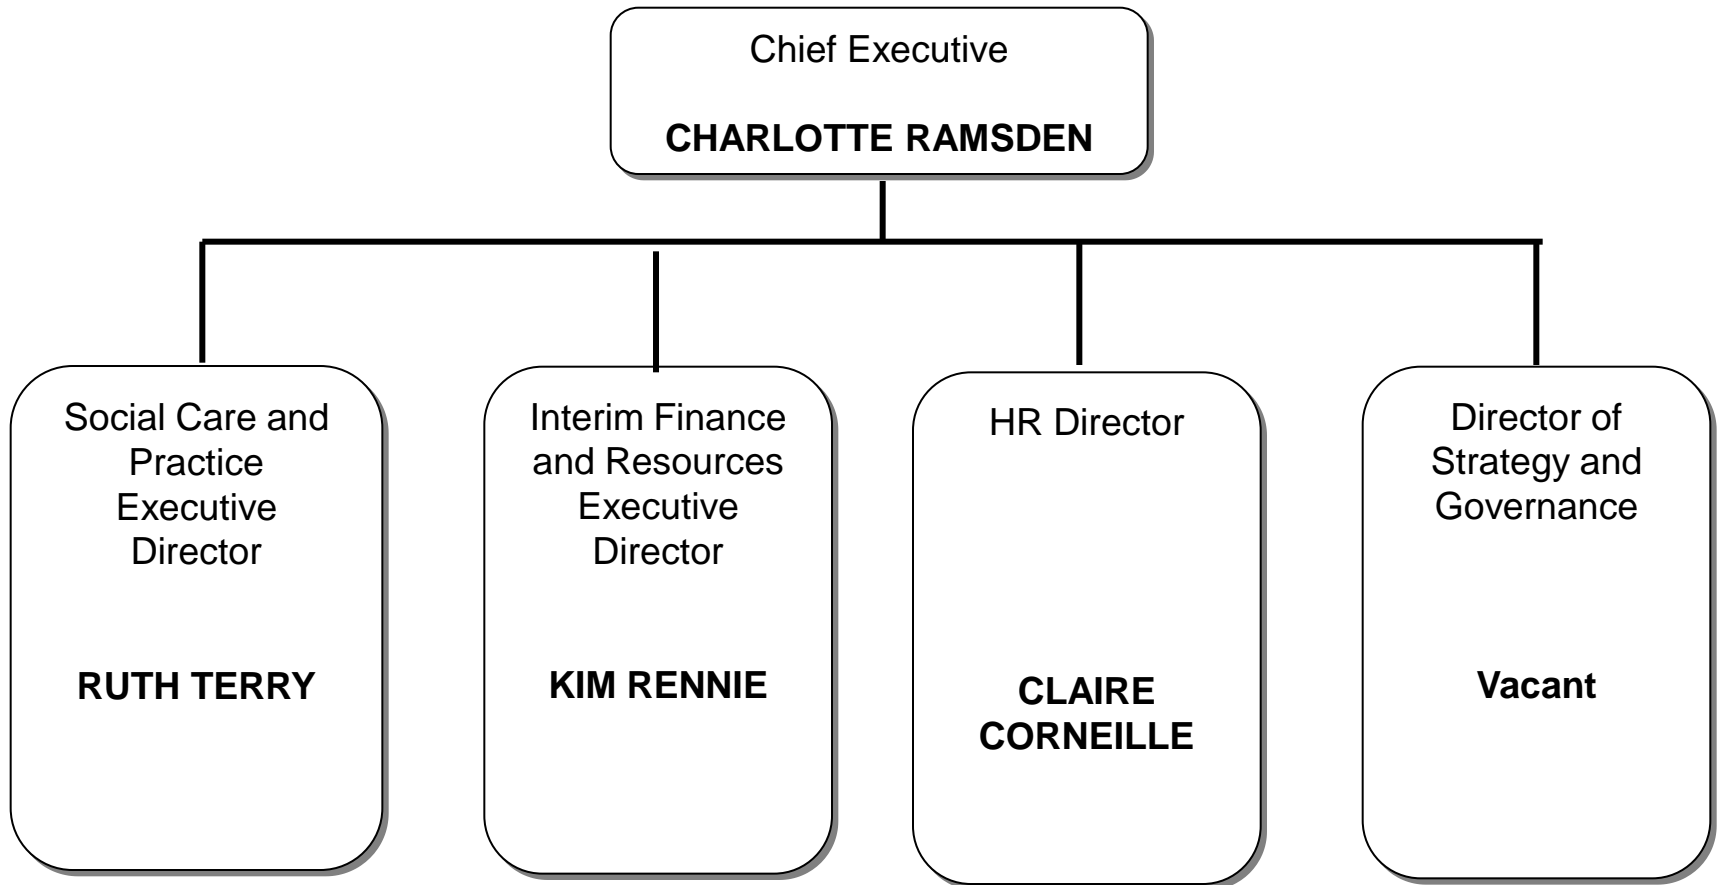 Chief Executive
CHARLOTTE RAMSDEN
Social Care and
Practice
Executive
Director
RUTH TERRY
Interim Finance
and Resources
Executive
Director
KIM RENNIE
HR Director
CLAIRE
CORNEILLE
Director of
Strategy and
Governance
Vacant